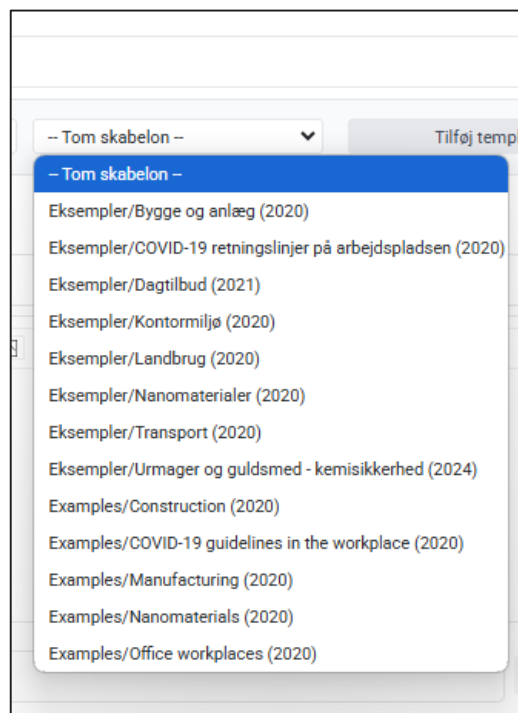 -- Tom skabelon --
Tilføj templ
-- Tom skabelon --
Eksempler/Bygge og anlæg (2020)
Eksempler/COVID-19 retningslinjer på arbejdspladsen (2020)
Eksempler/Dagtilbud (2021)
Eksempler/Kontormiljø (2020)
Eksempler/Landbrug (2020)
Eksempler/Nanomaterialer (2020)
Eksempler/Transport (2020)
Eksempler/Urmager og guldsmed - kemisikkerhed (2024)
Examples/Construction (2020)
Examples/COVID-19 guidelines in the workplace (2020)
Examples/Manufacturing (2020)
Examples/Nanomaterials (2020)
Examples/Office workplaces (2020)